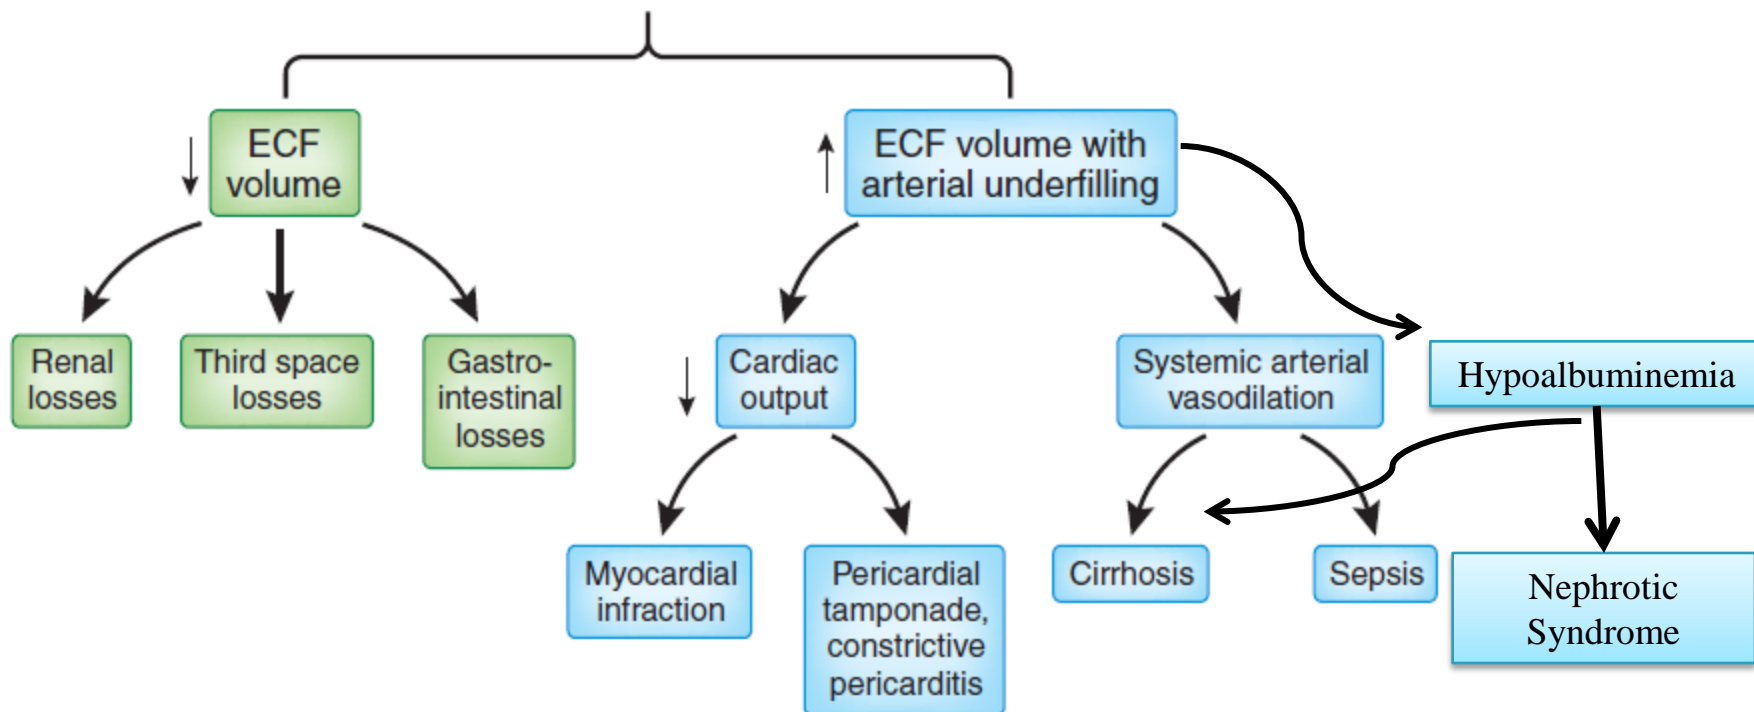 ECF
volume
ECF volume with
arterial underfilling
Renal
losses
Third space
losses
Gastro-
intestinal
losses
Cardiac
output
Systemic arterial
vasodilation
Hypoalbuminemia
Myocardial
infraction
Pericardial
tamponade,
constrictive
pericarditis
Cirrhosis
Sepsis
Nephrotic
Syndrome